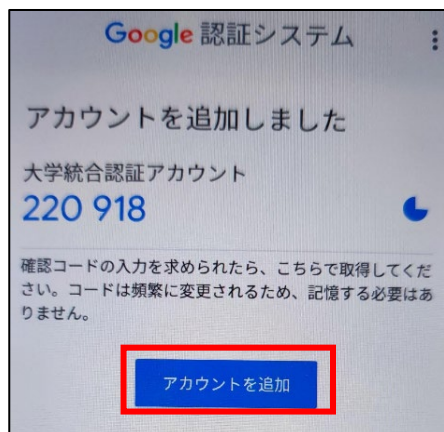 Google 認証システム
アカウントを追加しました
大学統合認証アカウント
220 918
確認コードの入力を求められたら、こちらで取得してくだ
さい。コードは頻繁に変更されるため、記憶する必要はあ
りません。
アカウントを追加